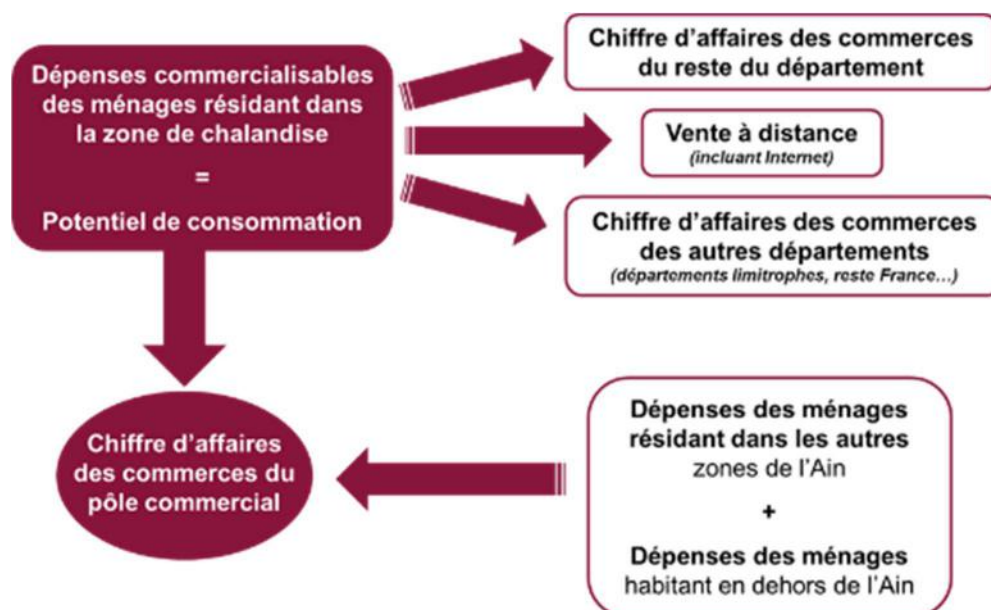 Dépenses commercialisables
des ménages résidant dans
la zone de chalandise
=
Potentiel de consommation
Chiffre d'affaires des commerces
du reste du département
Vente à distance
(incluant Internet)
Chiffre d'affaires des commerces
des autres départements
(départements limitrophes, reste France…)
Chiffre d'affaires
des commerces du
pôle commercial
Dépenses des ménages
résidant dans les autres
zones de l'Ain
+
Dépenses des ménages
habitant en dehors de l'Ain